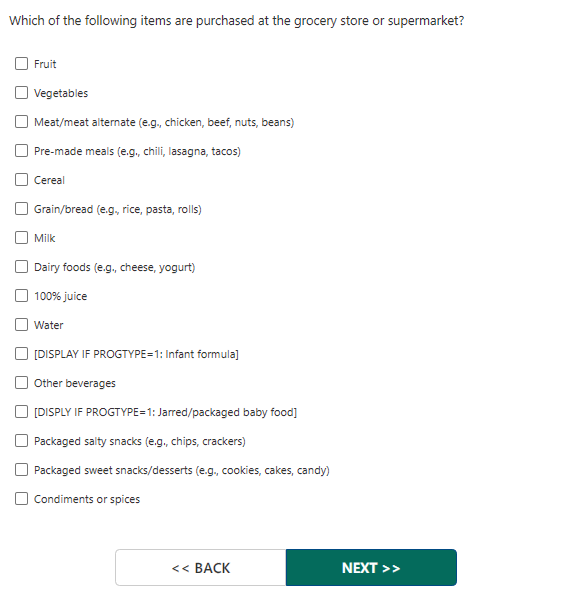 Which of the following items are purchased at the grocery store or supermarket?
Fruit
Vegetables
Meat/meat alternate (e.g., chicken, beef, nuts, beans)
Pre-made meals (e.g., chili, lasagna, tacos)
Cereal
Grain/bread (e.g., rice, pasta, rolls)
Milk
Dairy foods (e.g., cheese, yogurt)
100% juice
Water
[DISPLAY IF PROGTYPE=1: Infant formula]
Other beverages
[DISPLY IF PROGTYPE=1: Jarred/packaged baby food]
Packaged salty snacks (e.g., chips, crackers)
Packaged sweet snacks/desserts (e.g., cookies, cakes, candy)
Condiments or spices
<< BACK NEXT >>